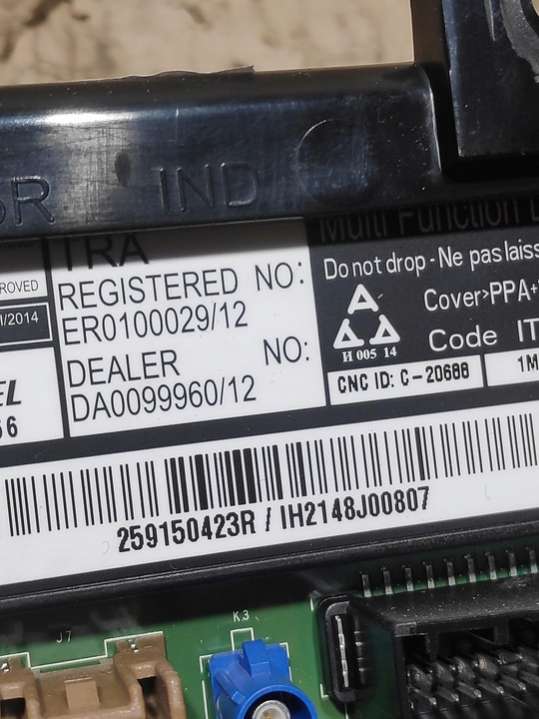 IND
TRA
REGISTERED NO:
ER0100029/12
DEALER NO:
DA0099960/12
Multi Function
Do not drop - Ne pas laiss
Cover>PPA+
Code IT
A
H 005 14
CNC ID: C-20688
1M
ROVED
/2014
EL
66
259150423R / IH2148J00807
J7
K3